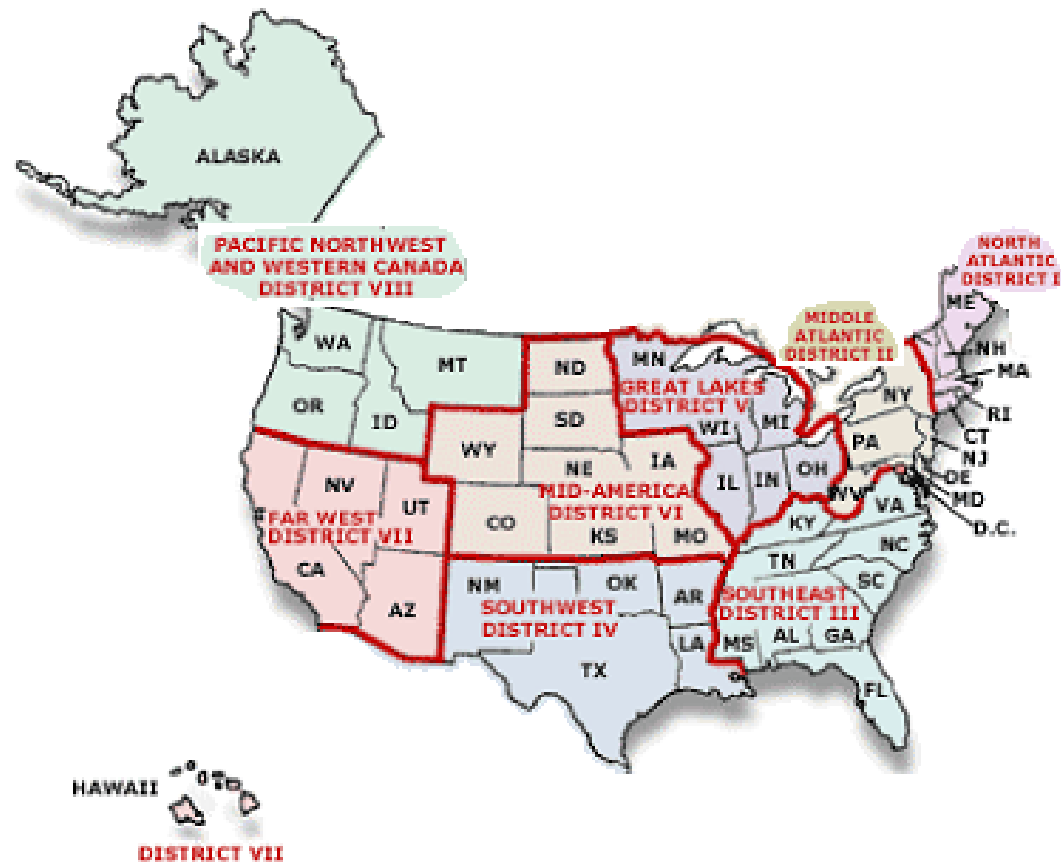 ALASKA
PACIFIC NORTHWEST
AND WESTERN CANADA
DISTRICT VIII
NORTH
ATLANTIC
DISTRICT I
ME
MIDDLE
ATLANTIC
DISTRICT II
WA
MT
ND
MN
NH
MA
GREAT LAKES
DISTRICT V
NY
OR
ID
SD
WI
MI
RI
CT
PA
NJ
WY
NE
IA
IL
IN
OH
DE
MD
NV
UT
MID-AMERICA
DISTRICT VI
WV
VA
D.C.
FAR WEST
DISTRICT VII
CO
KS
MO
KY
NC
CA
AZ
NM
OK
AR
TN
SC
SOUTHWEST
DISTRICT IV
SOUTHEAST
DISTRICT III
TX
LA
MS
AL
GA
FL
HAWAII
DISTRICT VII